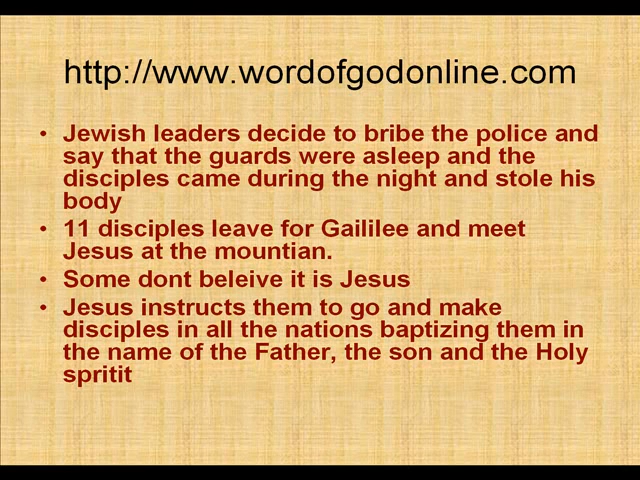 http://www.wordofgodonline.com
• Jewish leaders decide to bribe the police and
say that the guards were asleep and the
disciples came during the night and stole his
body
• 11 disciples leave for Gaililee and meet
Jesus at the mountian.
• Some dont beleive it is Jesus
• Jesus instructs them to go and make
disciples in all the nations baptizing them in
the name of the Father, the son and the Holy
spritit